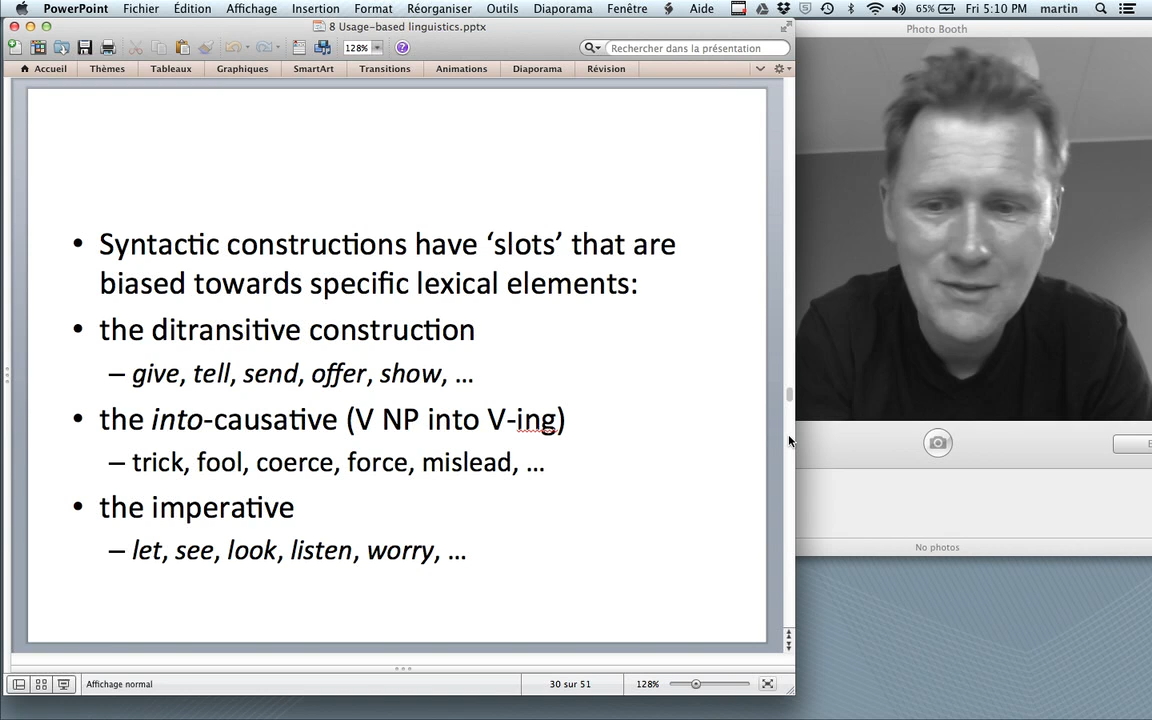 PowerPoint Fichier Édition Affichage Insertion Format Réorganiser Outils Diaporama Fenêtre Aide 65% Fri 5:10 PM martin
8 Usage-based linguistics.pptx
Photo Booth
128% Rechercher dans la présentation
Accueil Thèmes Tableaux Graphiques SmartArt Transitions Animations Diaporama Révision
• Syntactic constructions have ‘slots’ that are
biased towards specific lexical elements:
• the ditransitive construction
– give, tell, send, offer, show, ...
• the into-causative (V NP into V-ing)
– trick, fool, coerce, force, mislead, ...
• the imperative
– let, see, look, listen, worry, ...
No photos
Affichage normal 30 sur 51 128%